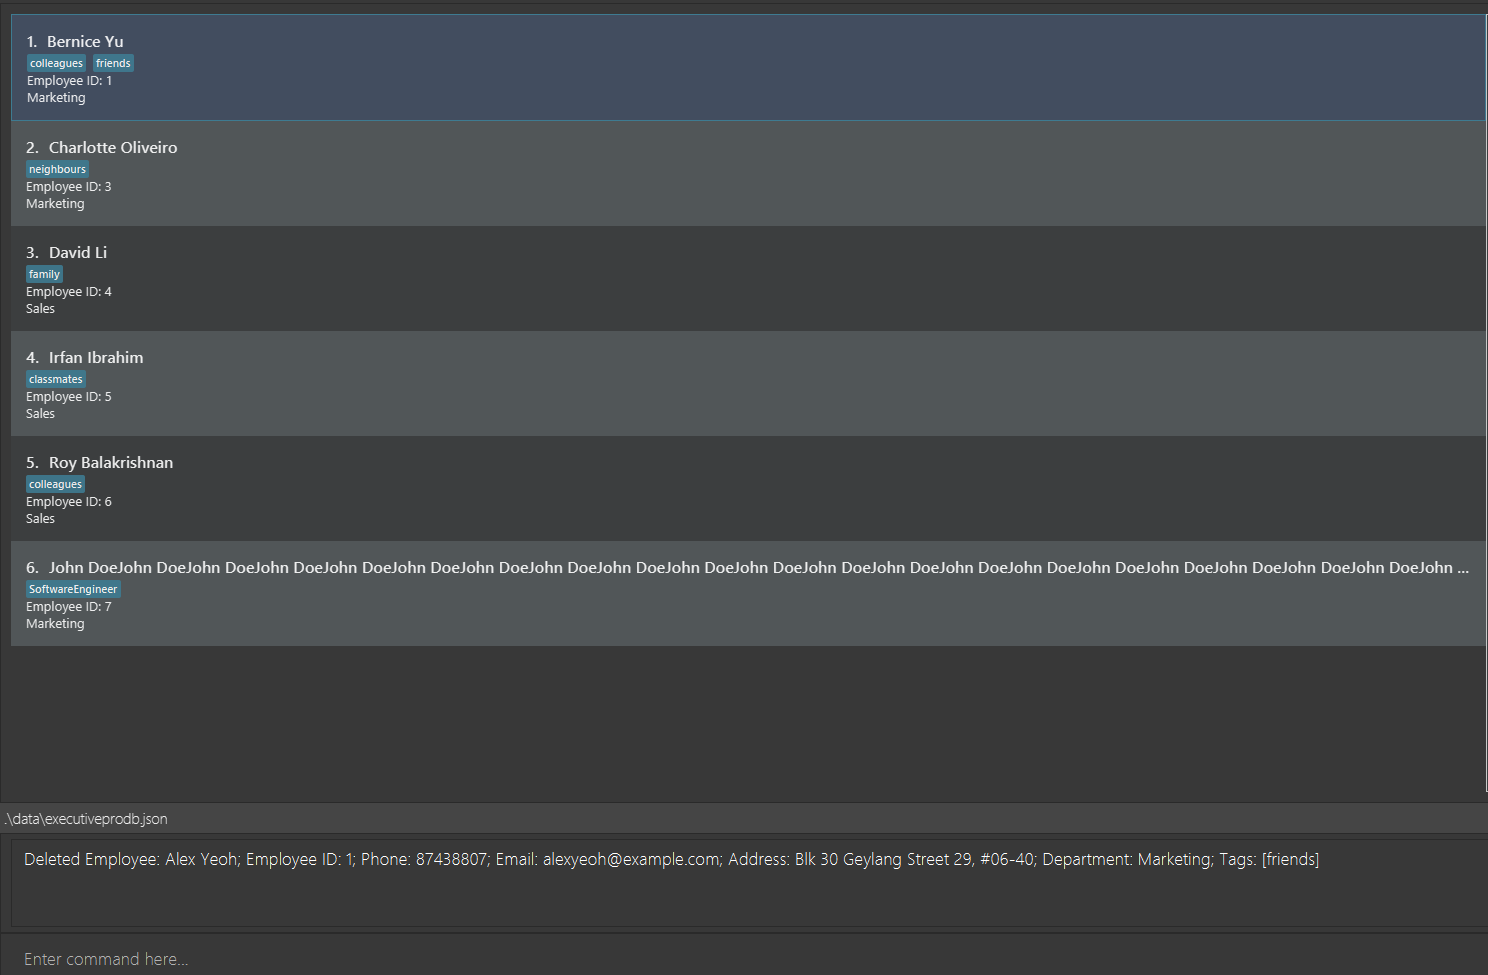 1. Bernice Yu
colleagues friends
Employee ID: 1
Marketing
2. Charlotte Oliveiro
neighbours
Employee ID: 3
Marketing
3. David Li
family
Employee ID: 4
Sales
4. Irfan Ibrahim
classmates
Employee ID: 5
Sales
5. Roy Balakrishnan
colleagues
Employee ID: 6
Sales
6. John DoeJohn DoeJohn DoeJohn DoeJohn DoeJohn DoeJohn DoeJohn DoeJohn DoeJohn DoeJohn DoeJohn DoeJohn DoeJohn DoeJohn DoeJohn DoeJohn DoeJohn DoeJohn DoeJohn DoeJohn ...
SoftwareEngineer
Employee ID: 7
Marketing
.\data\executiveprodb.json
Deleted Employee: Alex Yeoh; Employee ID: 1; Phone: 87438807; Email: alexyeoh@example.com; Address: Blk 30 Geylang Street 29, #06-40; Department: Marketing; Tags: [friends]
Enter command here...